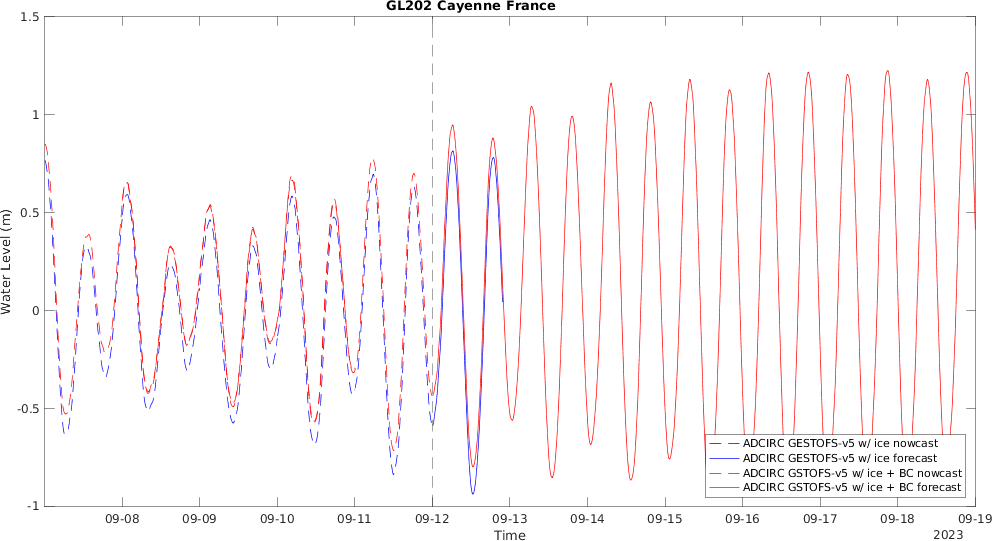 GL202 Cayenne France
1.5
1
0.5
0
-0.5
-1
Water Level (m)
ADCIRC GESTOFS-v5 w/ ice nowcast
ADCIRC GESTOFS-v5 w/ ice forecast
ADCIRC GSTOFS-v5 w/ ice + BC nowcast
ADCIRC GSTOFS-v5 w/ ice + BC forecast
09-08 09-09 09-10 09-11 09-12 09-13 09-14 09-15 09-16 09-17 09-18 09-19
Time
2023